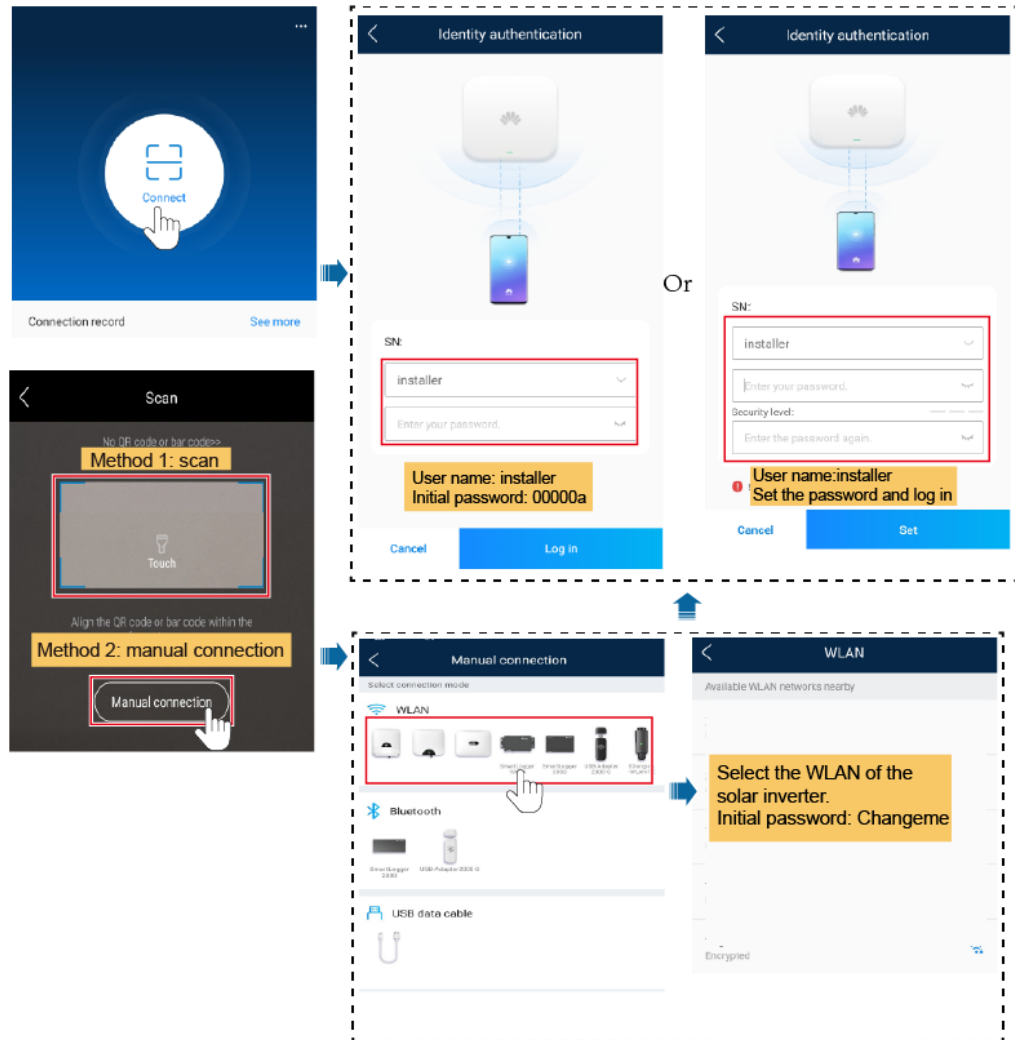 ...
Connect
Connection record
See more
Identity authentication
SN:
installer
Enter your password.
User name: installer
Initial password: 00000a
Cancel
Log in
Or
Identity authentication
SN:
installer
Enter your password.
Security level:
Enter the password again.
User name:installer
Set the password and log in
Cancel
Set
Scan
No QR code or bar code>>
Method 1: scan
Touch
Align the QR code or bar code within the
Method 2: manual connection
Manual connection
Manual connection
Select connection mode
WLAN
SmartLogger
2000
USB-Adapter
2000-C
Bluetooth
SmartLogger
2000
USB-Adapter2000-C
USB data cable
WLAN
Available WLAN networks nearby
Select the WLAN of the
solar inverter.
Initial password: Changeme
Encrypted